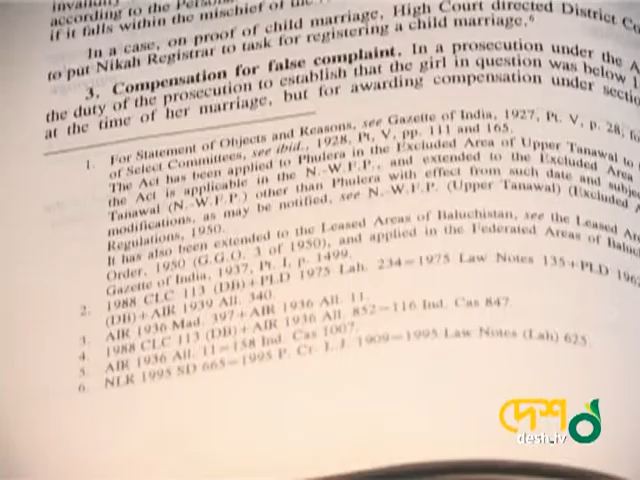 invalidity
according to the Personal
if it falls within the mischief of the
In a case, on proof of child marriage, High Court directed District Co
to put Nikah Registrar to task for registering a child marriage.6
3. Compensation for false complaint. In a prosecution under the A
the duty of the prosecution to establish that the girl in question was below 1
at the time of her marriage, but for awarding compensation under sectio
1. For Statement of Objects and Reasons, see Gazette of India, 1927, Pt. V, p. 28, fo
of Select Committees, see ibid., 1928, Pt, V, pp. 111 and 165.
The Act has been applied to Phulera in the Excluded Area of Upper Tanawal to
the Act is applicable in the N.-W.F.P., and extended to the Excluded Area
Tanawal (N.-W.F.P.) other than Phulera with effect from such date and subje
modifications, as may be notified, see N.-W.F.P. (Upper Tanawal) (Excluded A
Regulations, 1950.
It has also been extended to the Leased Areas of Baluchistan, see the Leased Are
Order, 1950 (G.G.O. 3 of 1950), and applied in the Federated Areas of Baluc
Gazette of India, 1937, Pt. I, p. 1499.
2. 1988 CLC 113 (DB)+PLD 1975 Lah. 234=1975 Law Notes 135+PLD 1962
(DB)+AIR 1939 All. 340.
3. AIR 1936 Mad. 397+AIR 1936 All. 11.
4. 1988 CLC 113 (DB)+AIR 1936 All. 852=116 Ind. Cas 847.
5. AIR 1936 All. 11=158 Ind. Cas 1007.
6. NLR 1995 SD 665=1995 P. Cr. L.J. 1909=1995 Law Notes (Lah) 625.
দেশ
desh.tv